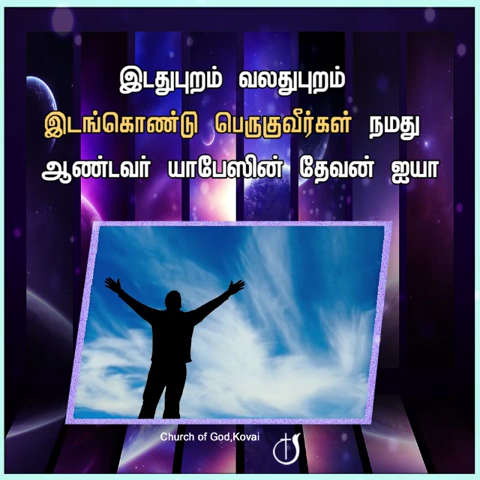 இடதுபுறம் வலதுபுறம்
இடங்கொண்டு பெருகுவீர்கள் நமது
ஆண்டவர் யாபேஸின் தேவன் ஐயா
Church of God,Kovai